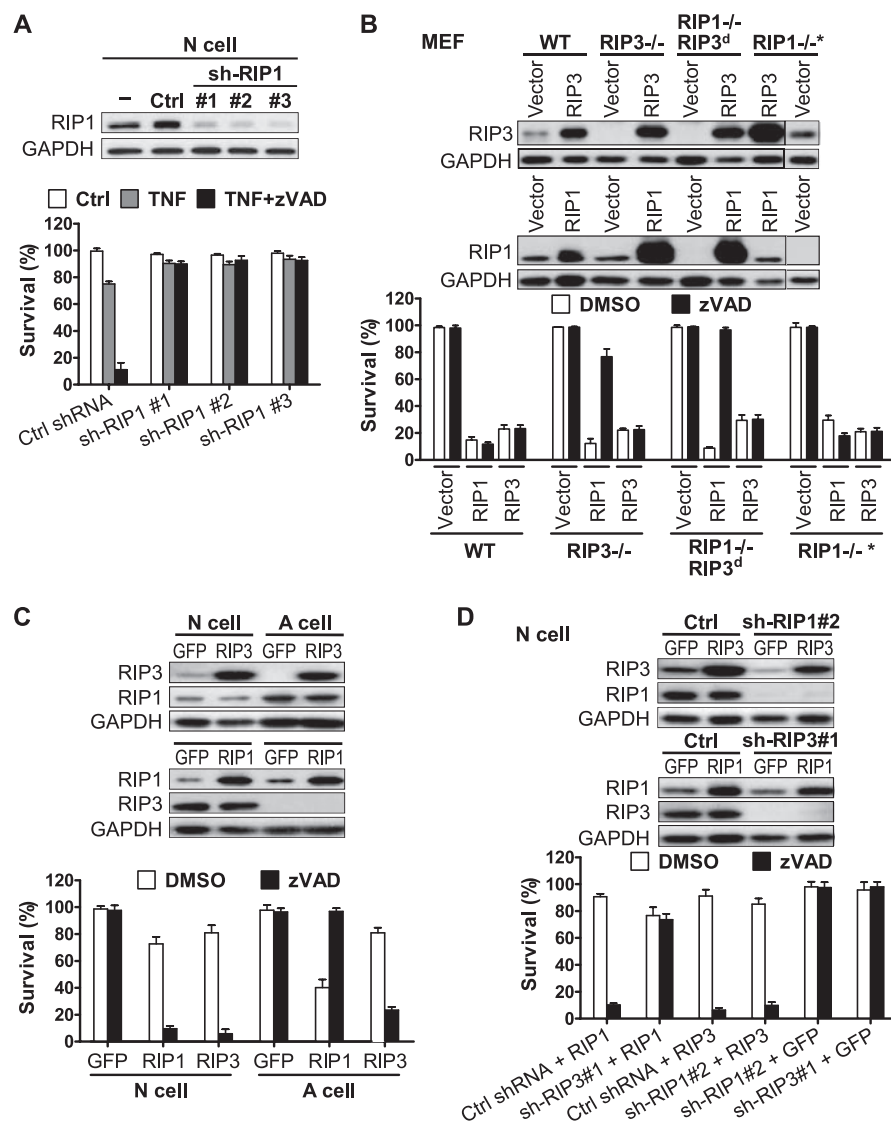 A
N cell
sh-RIP1
– Ctrl #1 #2 #3
RIP1
GAPDH
Ctrl TNF TNF+zVAD
Survival (%)
120
100
80
60
40
20
0
Ctrl shRNA
sh-RIP1 #1
sh-RIP1 #2
sh-RIP1 #3
B
MEF
WT RIP3-/- RIP1-/- RIP3d RIP1-/-*
Vector RIP3 Vector RIP3 Vector RIP3 RIP3 Vector
RIP3
GAPDH
Vector RIP1 Vector RIP1 Vector RIP1 RIP1 Vector
RIP1
GAPDH
DMSO zVAD
Survival (%)
120
100
80
60
40
20
0
Vector RIP1 RIP3 Vector RIP1 RIP3 Vector RIP1 RIP3 Vector RIP1 RIP3
WT RIP3-/- RIP1-/- RIP3d RIP1-/- *
C
N cell A cell
GFP RIP3 GFP RIP3
RIP3
RIP1
GAPDH
GFP RIP1 GFP RIP1
RIP1
RIP3
GAPDH
DMSO zVAD
Survival (%)
120
100
80
60
40
20
0
GFP RIP1 RIP3 GFP RIP1 RIP3
N cell A cell
D
N cell
Ctrl sh-RIP1#2
GFP RIP3 GFP RIP3
RIP3
RIP1
GAPDH
Ctrl sh-RIP3#1
GFP RIP1 GFP RIP1
RIP1
RIP3
GAPDH
DMSO zVAD
Survival (%)
120
100
80
60
40
20
0
Ctrl shRNA + RIP1
sh-RIP3#1 + RIP1
Ctrl shRNA + RIP3
sh-RIP1#2 + RIP3
sh-RIP1#2 + GFP
sh-RIP3#1 + GFP